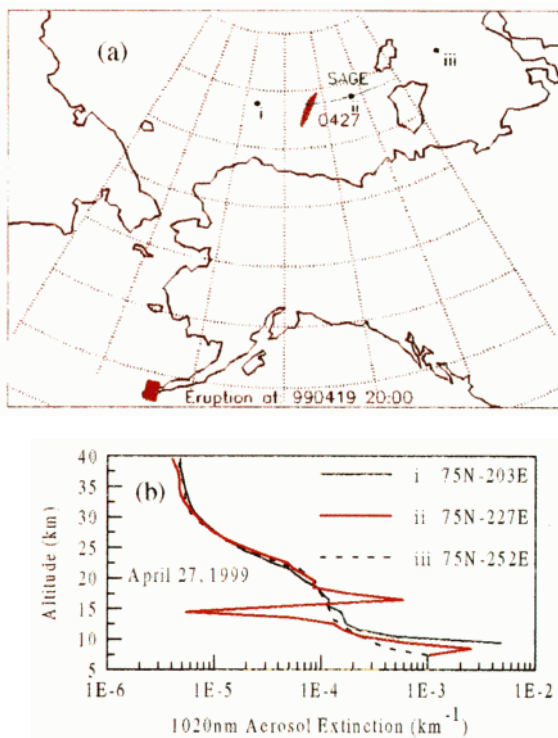 (a)
iii
SAGE
i
ii
0427
Eruption at: 990419 20:00
40
(b)
i 75N-203E
35
30
ii 75N-227E
25
iii 75N-252E
20
April 27, 1999
15
10
5
Altitude (km)
1E-6 1E-5 1E-4 1E-3 1E-2
1020nm Aerosol Extinction (km-1)